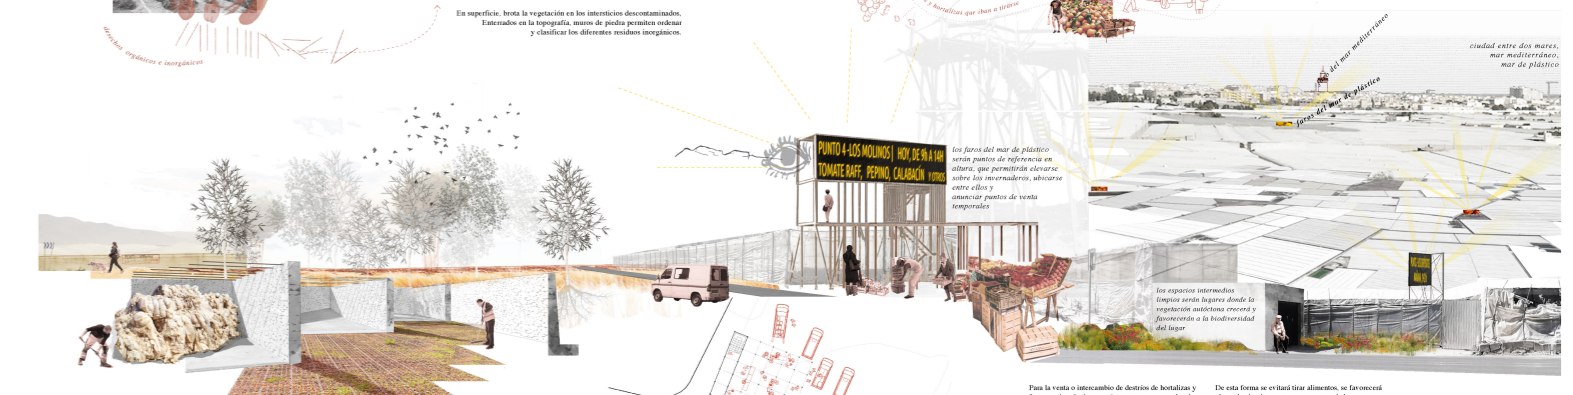 desechos orgánicos e inorgánicos
En superficie, brota la vegetación en los intersticios descontaminados.
Enterrados en la topografía, muros de piedra permiten ordenar
y clasificar los diferentes residuos inorgánicos.
hortalizas que iban a tirarse
PUNTO 4 -LOS MOLINOS | HOY, DE 9h A 14H
TOMATE RAFF, PEPINO, CALABACÍN Y OTROS
los faros del mar de plástico
serán puntos de referencia en
altura, que permitirán elevarse
sobre los invernaderos, ubicarse
entre ellos y
anunciar puntos de venta
temporales
del mar mediterráneo
faros del mar de plástico
ciudad entre dos mares,
mar mediterráneo,
mar de plástico
los espacios intermedios
limpios serán lugares donde la
vegetación autóctona crecerá y
favorecerán a la biodiversidad
del lugar
Para la venta o intercambio de destríos de hortalizas y
De esta forma se evitará tirar alimentos, se favorecerá